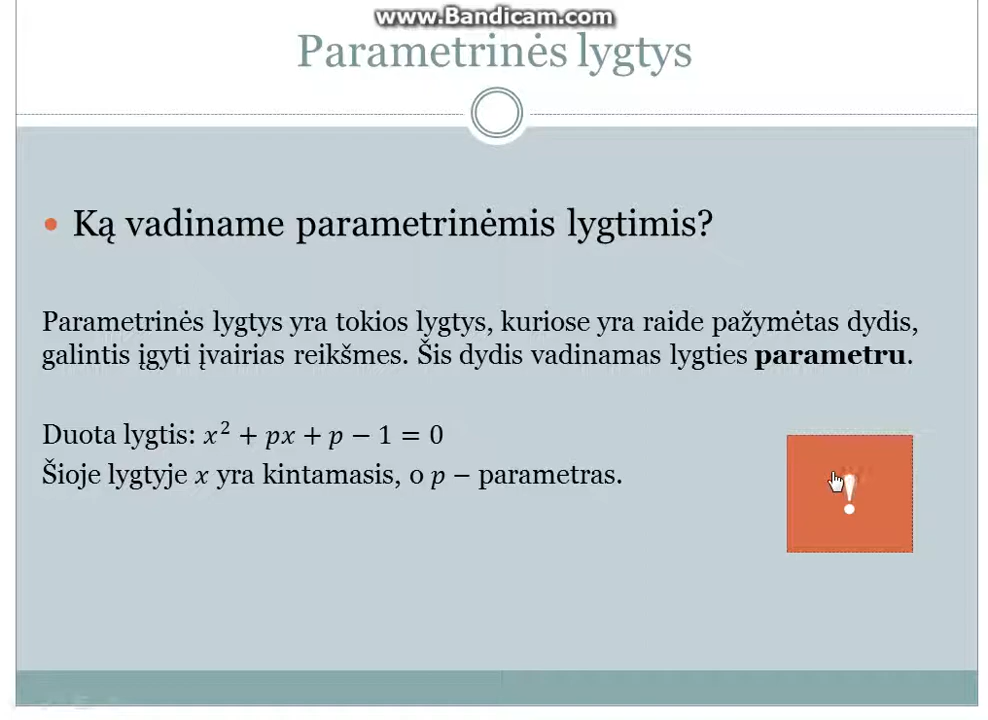 www.Bandicam.com
Parametrinės lygtys
Ką vadiname parametrinėmis lygtimis?
Parametrinės lygtys yra tokios lygtys, kuriose yra raide pažymėtas dydis,
galintis įgyti įvairias reikšmes. Šis dydis vadinamas lygties parametru.
Duota lygtis: x² + px + p − 1 = 0
Šioje lygtyje x yra kintamasis, o p − parametras.
!